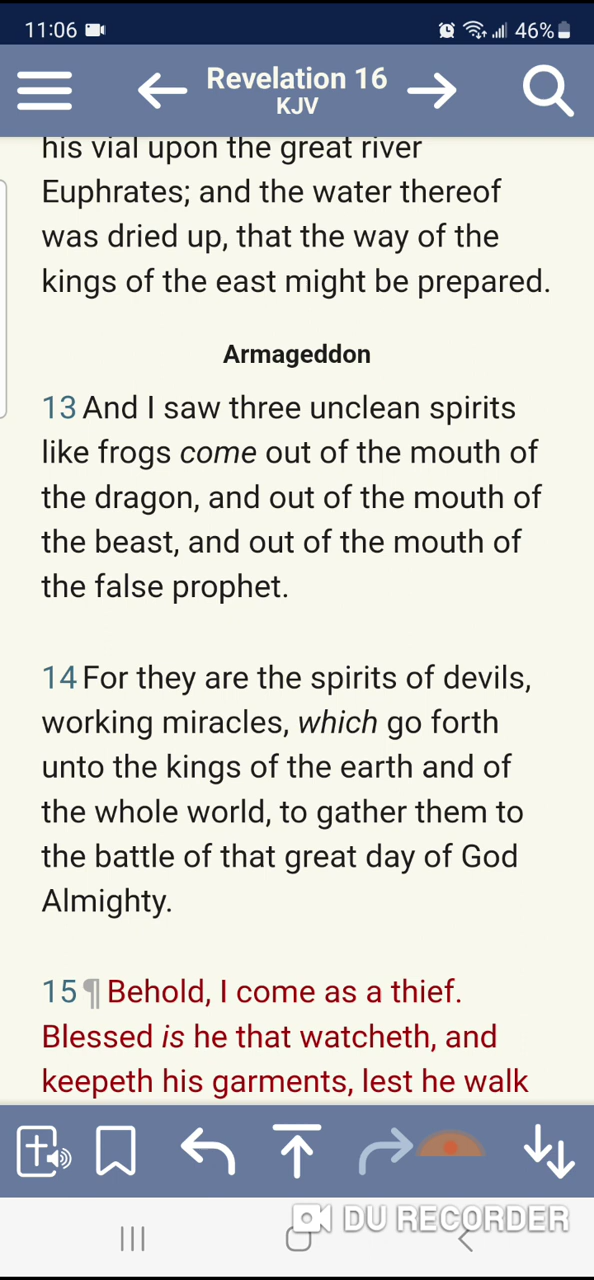 11:06 46%
Revelation 16
KJV
his vial upon the great river
Euphrates; and the water thereof
was dried up, that the way of the
kings of the east might be prepared.
Armageddon
13 And I saw three unclean spirits
like frogs come out of the mouth of
the dragon, and out of the mouth of
the beast, and out of the mouth of
the false prophet.
14 For they are the spirits of devils,
working miracles, which go forth
unto the kings of the earth and of
the whole world, to gather them to
the battle of that great day of God
Almighty.
15 ¶ Behold, I come as a thief.
Blessed is he that watcheth, and
keepeth his garments, lest he walk
DU RECORDER